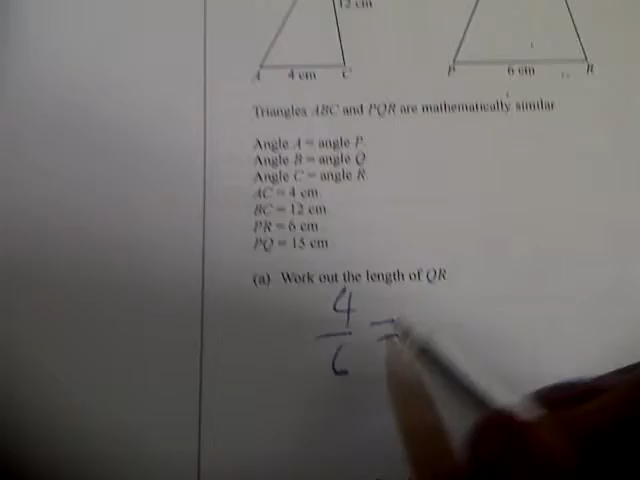 12 cm
A 4 cm C
P 6 cm R
Triangles ABC and PQR are mathematically similar
Angle A = angle P.
Angle B = angle Q
Angle C = angle R.
AC = 4 cm
BC = 12 cm
PR = 6 cm
PQ = 15 cm
(a) Work out the length of QR
4
=
6